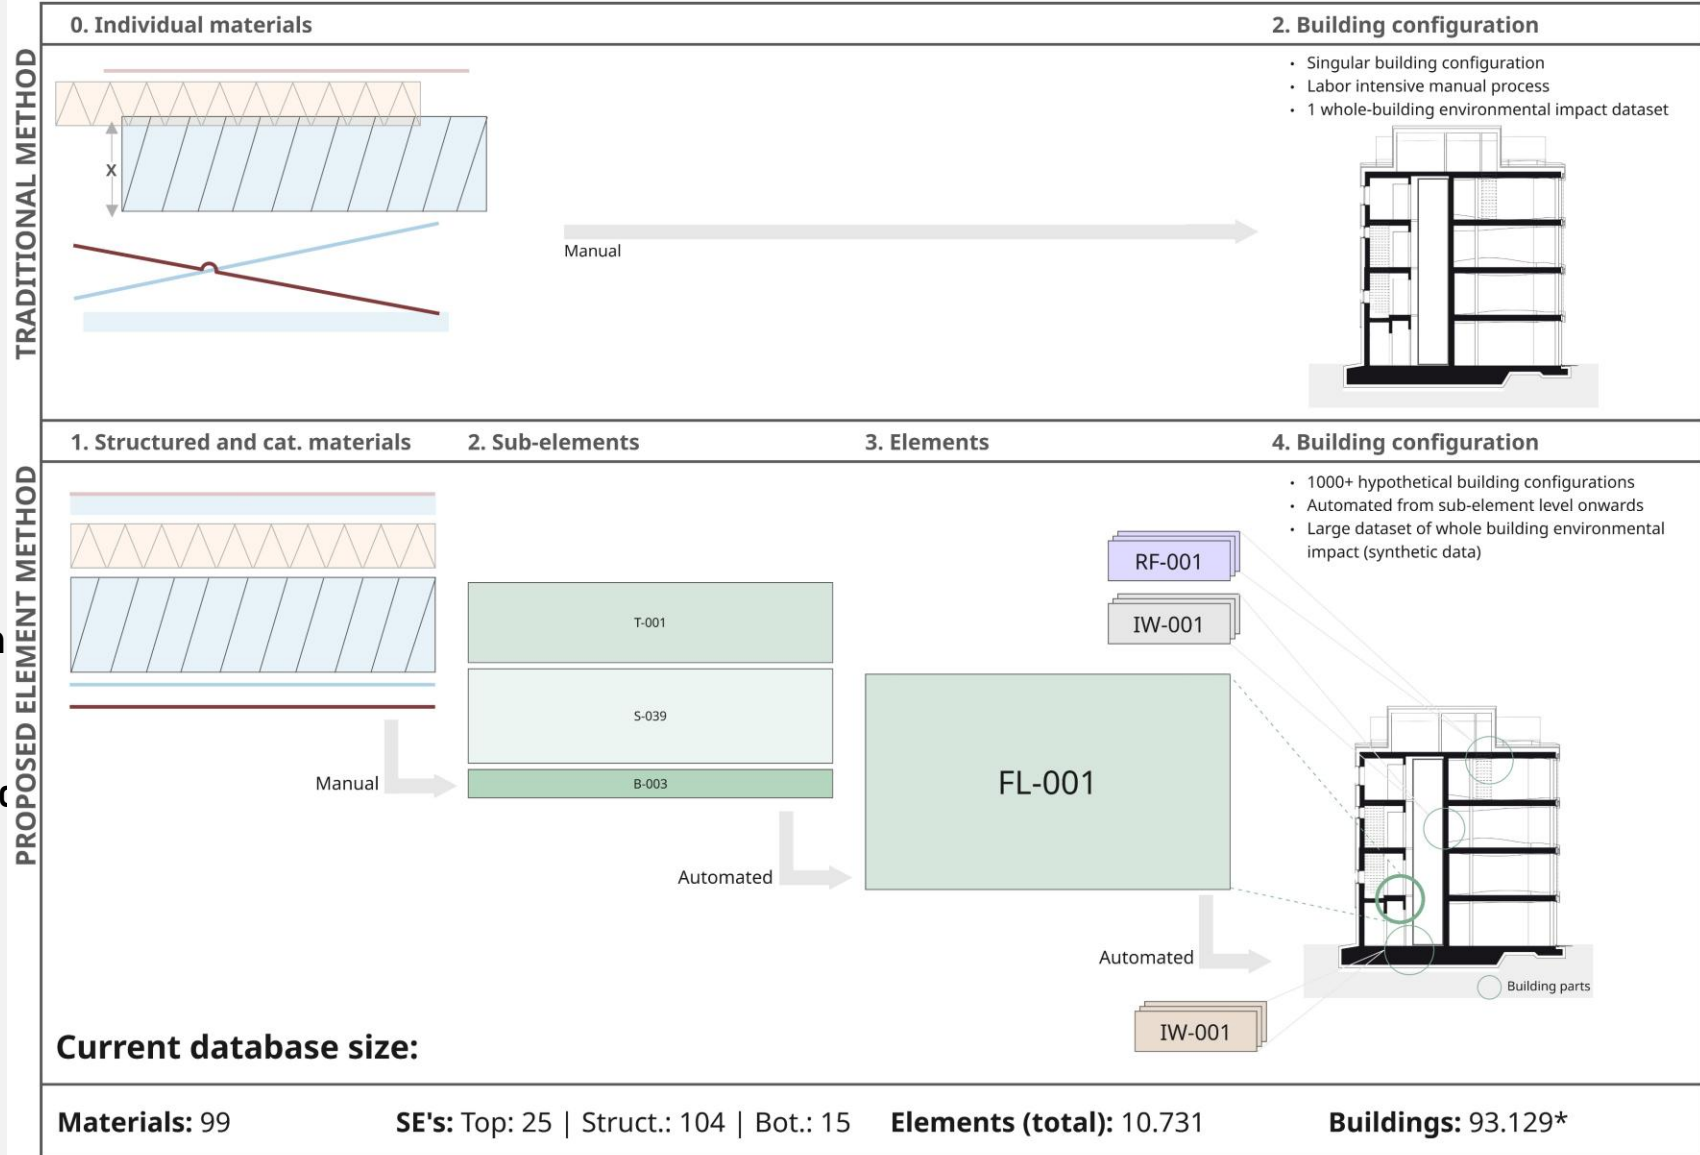 TRADITIONAL METHOD
0. Individual materials
2. Building configuration
• Singular building configuration
• Labor intensive manual process
• 1 whole-building environmental impact dataset
X
Manual
PROPOSED ELEMENT METHOD
1. Structured and cat. materials
2. Sub-elements
3. Elements
4. Building configuration
• 1000+ hypothetical building configurations
• Automated from sub-element level onwards
• Large dataset of whole building environmental
impact (synthetic data)
RF-001
IW-001
T-001
S-039
B-003
FL-001
Manual
Automated
Automated
Building parts
IW-001
Current database size:
Materials: 99
SE's: Top: 25 | Struct.: 104 | Bot.: 15
Elements (total): 10.731
Buildings: 93.129*